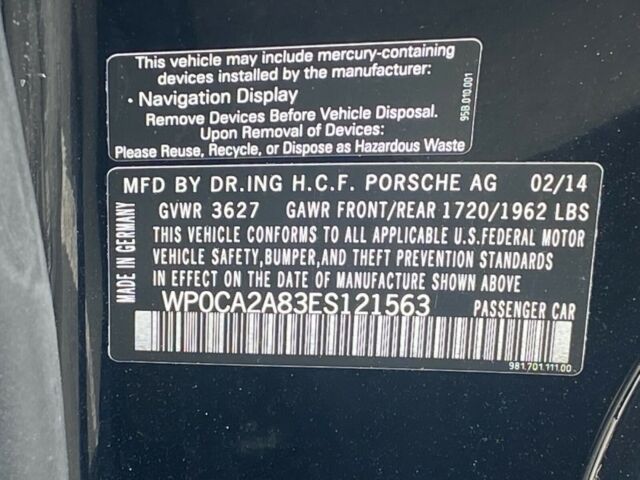 This vehicle may include mercury-containing
devices installed by the manufacturer:
• Navigation Display
Remove Devices Before Vehicle Disposal.
Upon Removal of Devices:
Please Reuse, Recycle, or Dispose as Hazardous Waste
95B.010.001
MFD BY DR.ING H.C.F. PORSCHE AG 02/14
GVWR 3627 GAWR FRONT/REAR 1720/1962 LBS
THIS VEHICLE CONFORMS TO ALL APPLICABLE U.S.FEDERAL MOTOR
VEHICLE SAFETY,BUMPER,AND THEFT PREVENTION STANDARDS
IN EFFECT ON THE DATE OF MANUFACTURE SHOWN ABOVE
WP0CA2A83ES121563 PASSENGER CAR
981.701.111.00
MADE IN GERMANY